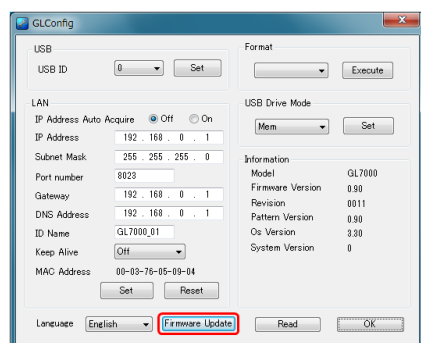 GLConfig
USB
USB ID 0 Set
LAN
IP Address Auto Acquire Off On
IP Address 192 . 168 . 0 . 1
Subnet Mask 255 . 255 . 255 . 0
Port number 8023
Gateway 192 . 168 . 0 . 1
DNS Address 192 . 168 . 0 . 1
ID Name GL7000_01
Keep Alive Off
MAC Address 00-03-76-05-09-04
Set Reset
Format
Execute
USB Drive Mode
Mem Set
Information
Model GL7000
Firmware Version 0.90
Revision 0011
Pattern Version 0.90
Os Version 3.30
System Version 0
Language English Firmware Update Read OK